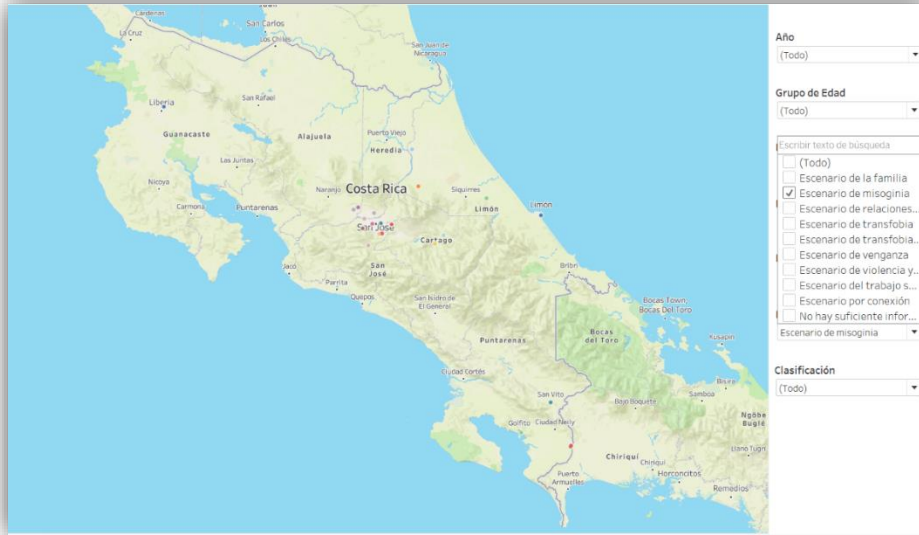 Cárdenas
San Carlos
La Cruz
Los Chiles
San Juan de
Nicaragua
San Rafael
Liberia
Guanacaste
Alajuela
Puerto Viejo
Heredia
Las Juntas
Nicoya
Naranjo
Costa Rica
Siquirres
Carmona
Puntarenas
Limón
Limón
San José
Cartago
Jacó
San
José
Parrita
Bribri
Quepos
San Isidro de
El General
Bocas Town,
Bocas Del Toro
Kusapín
Puntarenas
Bocas
del Toro
Ciudad Cortés
Bisira
San Vito
Samboa
Bajo Boquete
Ngöbe
Buglé
Golfito
Ciudad Neily
Llano Tugrí
Chiriquí
Chiriquí
Puerto
Armuelles
Horconcitos
Remedios
Año
(Todo)
Grupo de Edad
(Todo)
Escribir texto de búsqueda
(Todo)
Escenario de la familia
Escenario de misoginia
Escenario de relaciones...
Escenario de transfobia
Escenario de transfobia...
Escenario de venganza
Escenario de violencia y...
Escenario del trabajo s...
Escenario por conexión
No hay suficiente infor...
Escenario de misoginia
Clasificación
(Todo)